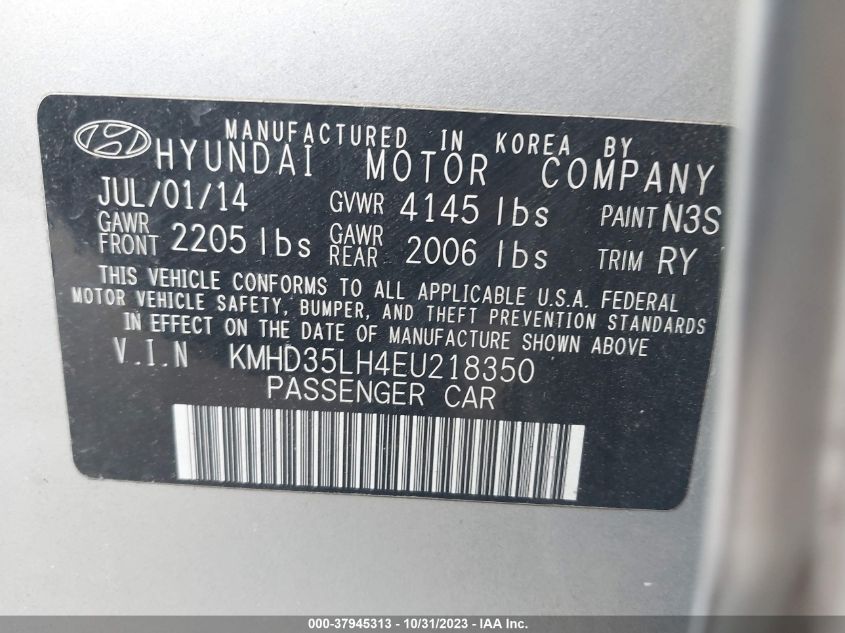 MANUFACTURED IN KOREA BY
HYUNDAI MOTOR COMPANY
JUL/01/14 GVWR 4145 lbs PAINT N3S
GAWR FRONT 2205 lbs GAWR REAR 2006 lbs TRIM RY
THIS VEHICLE CONFORMS TO ALL APPLICABLE U.S.A. FEDERAL
MOTOR VEHICLE SAFETY, BUMPER, AND THEFT PREVENTION STANDARDS
IN EFFECT ON THE DATE OF MANUFACTURE SHOWN ABOVE
V.I.N KMHD35LH4EU218350
PASSENGER CAR
000-37945313 - 10/31/2023 - IAA Inc.